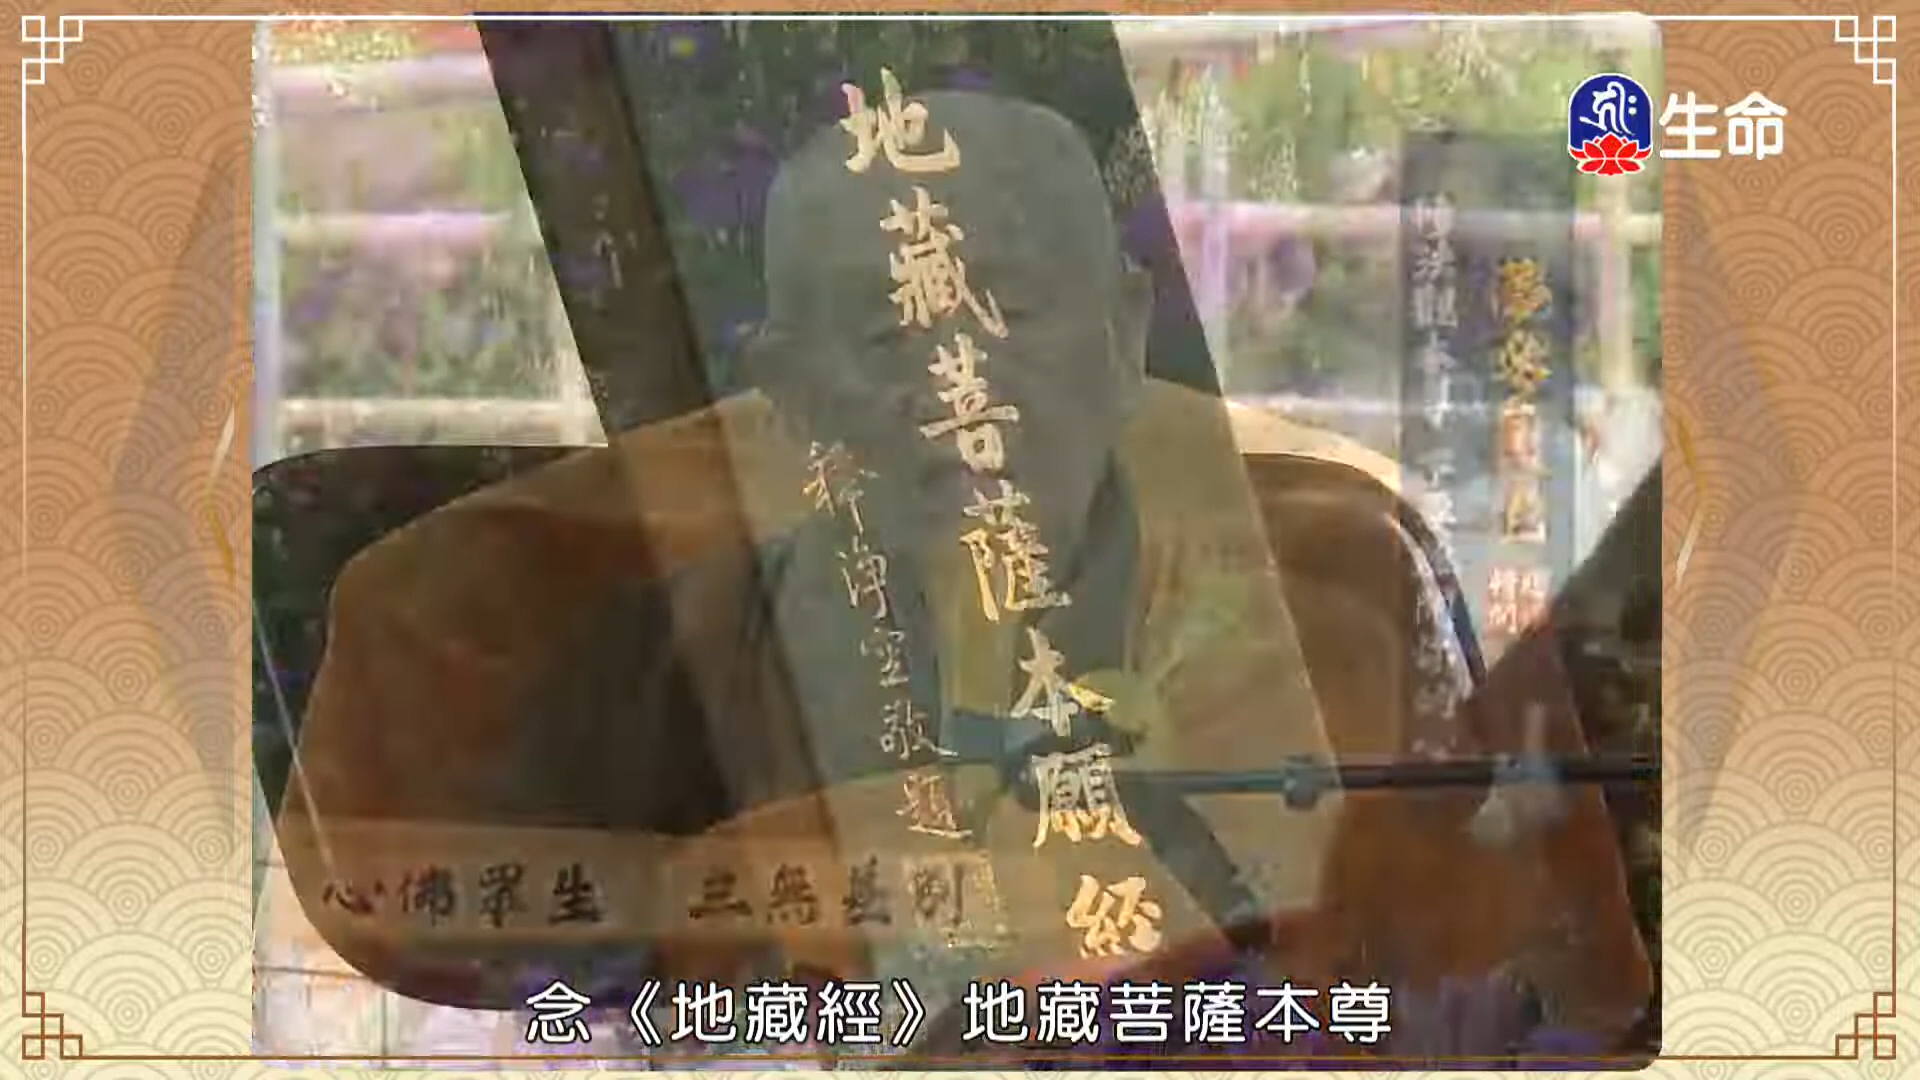 生命
地藏菩薩本願經
釋淨空敬題
心佛眾生 三無差別
念《地藏經》地藏菩薩本尊